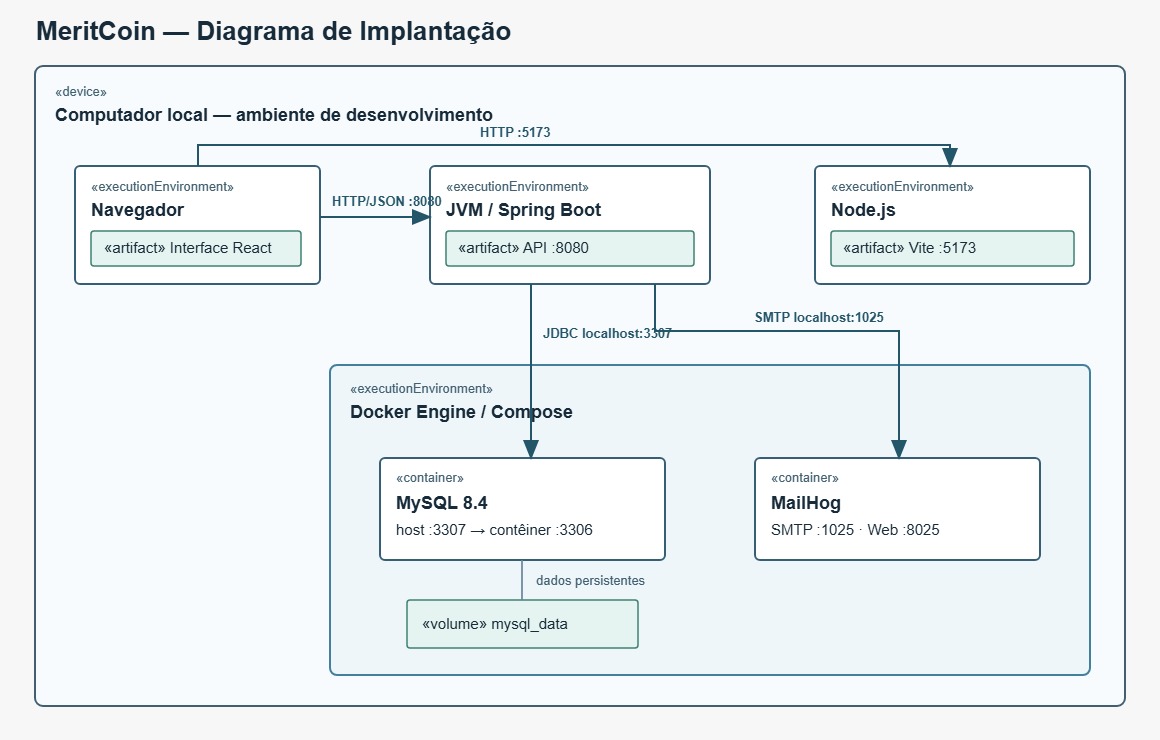 MeritCoin — Diagrama de Implantação
«device»
Computador local — ambiente de desenvolvimento
HTTP :5173
«executionEnvironment»
Navegador
«artifact» Interface React
HTTP/JSON :8080
«executionEnvironment»
JVM / Spring Boot
«artifact» API :8080
«executionEnvironment»
Node.js
«artifact» Vite :5173
JDBC localhost:3307
SMTP localhost:1025
«executionEnvironment»
Docker Engine / Compose
«container»
MySQL 8.4
host :3307 → contêiner :3306
«container»
MailHog
SMTP :1025 · Web :8025
dados persistentes
«volume» mysql_data